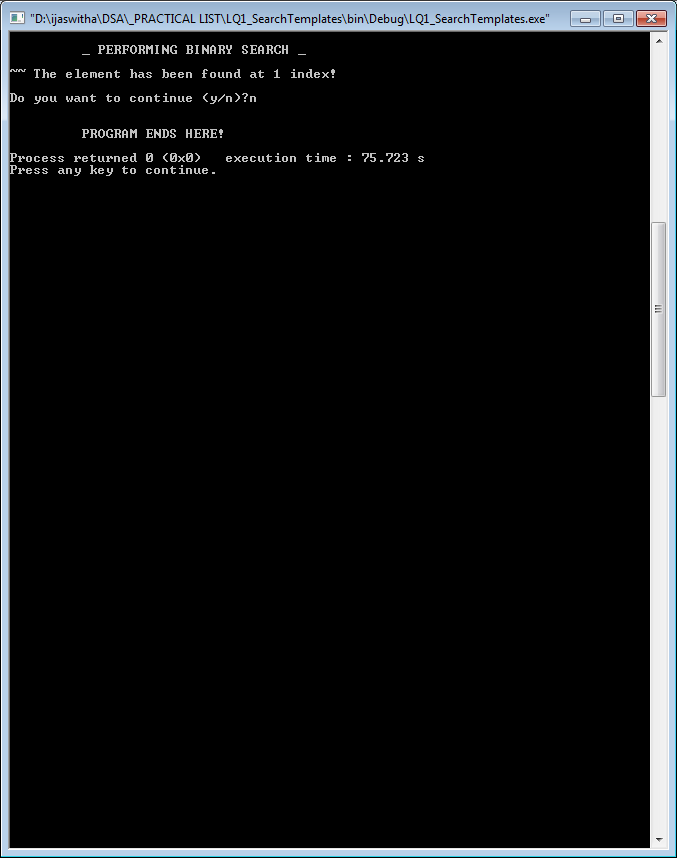 "D:\ijaswitha\DSA\_PRACTICAL LIST\LQ1_SearchTemplates\bin\Debug\LQ1_SearchTemplates.exe"
_ PERFORMING BINARY SEARCH _
~~ The element has been found at 1 index!
Do you want to continue (y/n)?n
PROGRAM ENDS HERE!
Process returned 0 (0x0)   execution time : 75.723 s
Press any key to continue.